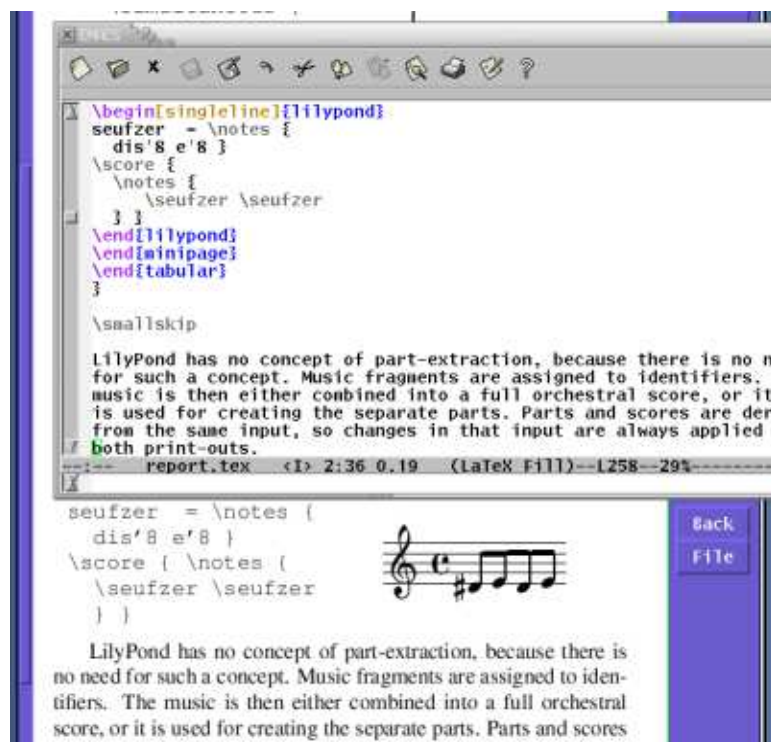 \begin[singleline]{lilypond}
seufzer = \notes {
dis'8 e'8 }
\score {
\notes {
\seufzer \seufzer
} }
\end{lilypond}
\end{minipage}
\end{tabular}
}
\smallskip
LilyPond has no concept of part-extraction, because there is no n
for such a concept. Music fragments are assigned to identifiers.
music is then either combined into a full orchestral score, or it
is used for creating the separate parts. Parts and scores are der
from the same input, so changes in that input are always applied
both print-outs.
--:-- report.tex <I> 2:36 0.19 (LaTeX Fill)--L258--29%--------
seufzer = \notes {
dis'8 e'8 }
\score { \notes {
\seufzer \seufzer
} }
Back
File
LilyPond has no concept of part-extraction, because there is
no need for such a concept. Music fragments are assigned to iden-
tifiers. The music is then either combined into a full orchestral
score, or it is used for creating the separate parts. Parts and scores